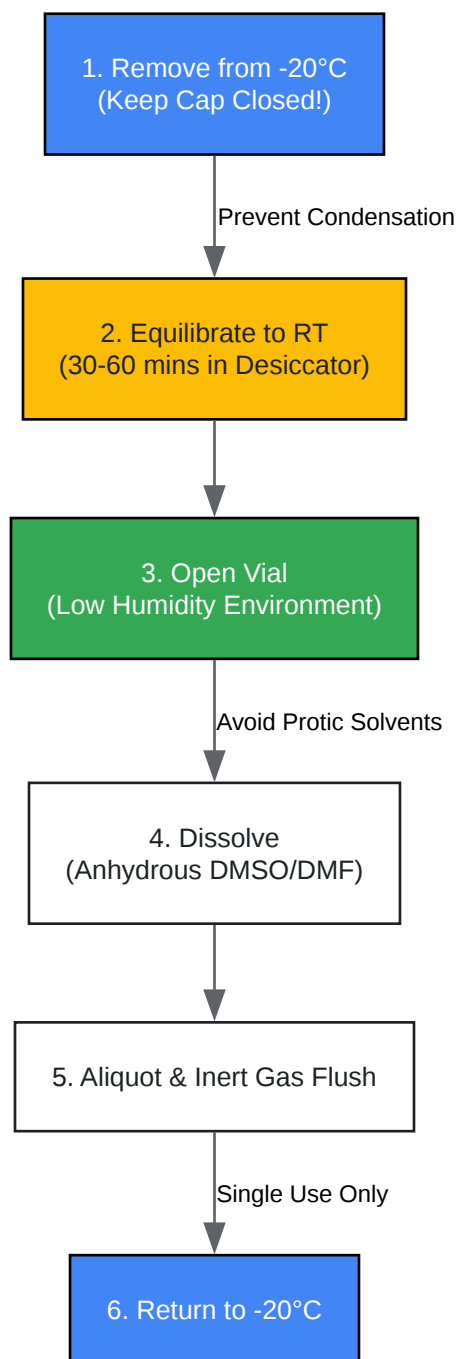 1. Remove from -20°C
(Keep Cap Closed!)
Prevent Condensation
2. Equilibrate to RT
(30-60 mins in Desiccator)
3. Open Vial
(Low Humidity Environment)
Avoid Protic Solvents
4. Dissolve
(Anhydrous DMSO/DMF)
5. Aliquot & Inert Gas Flush
Single Use Only
6. Return to -20°C